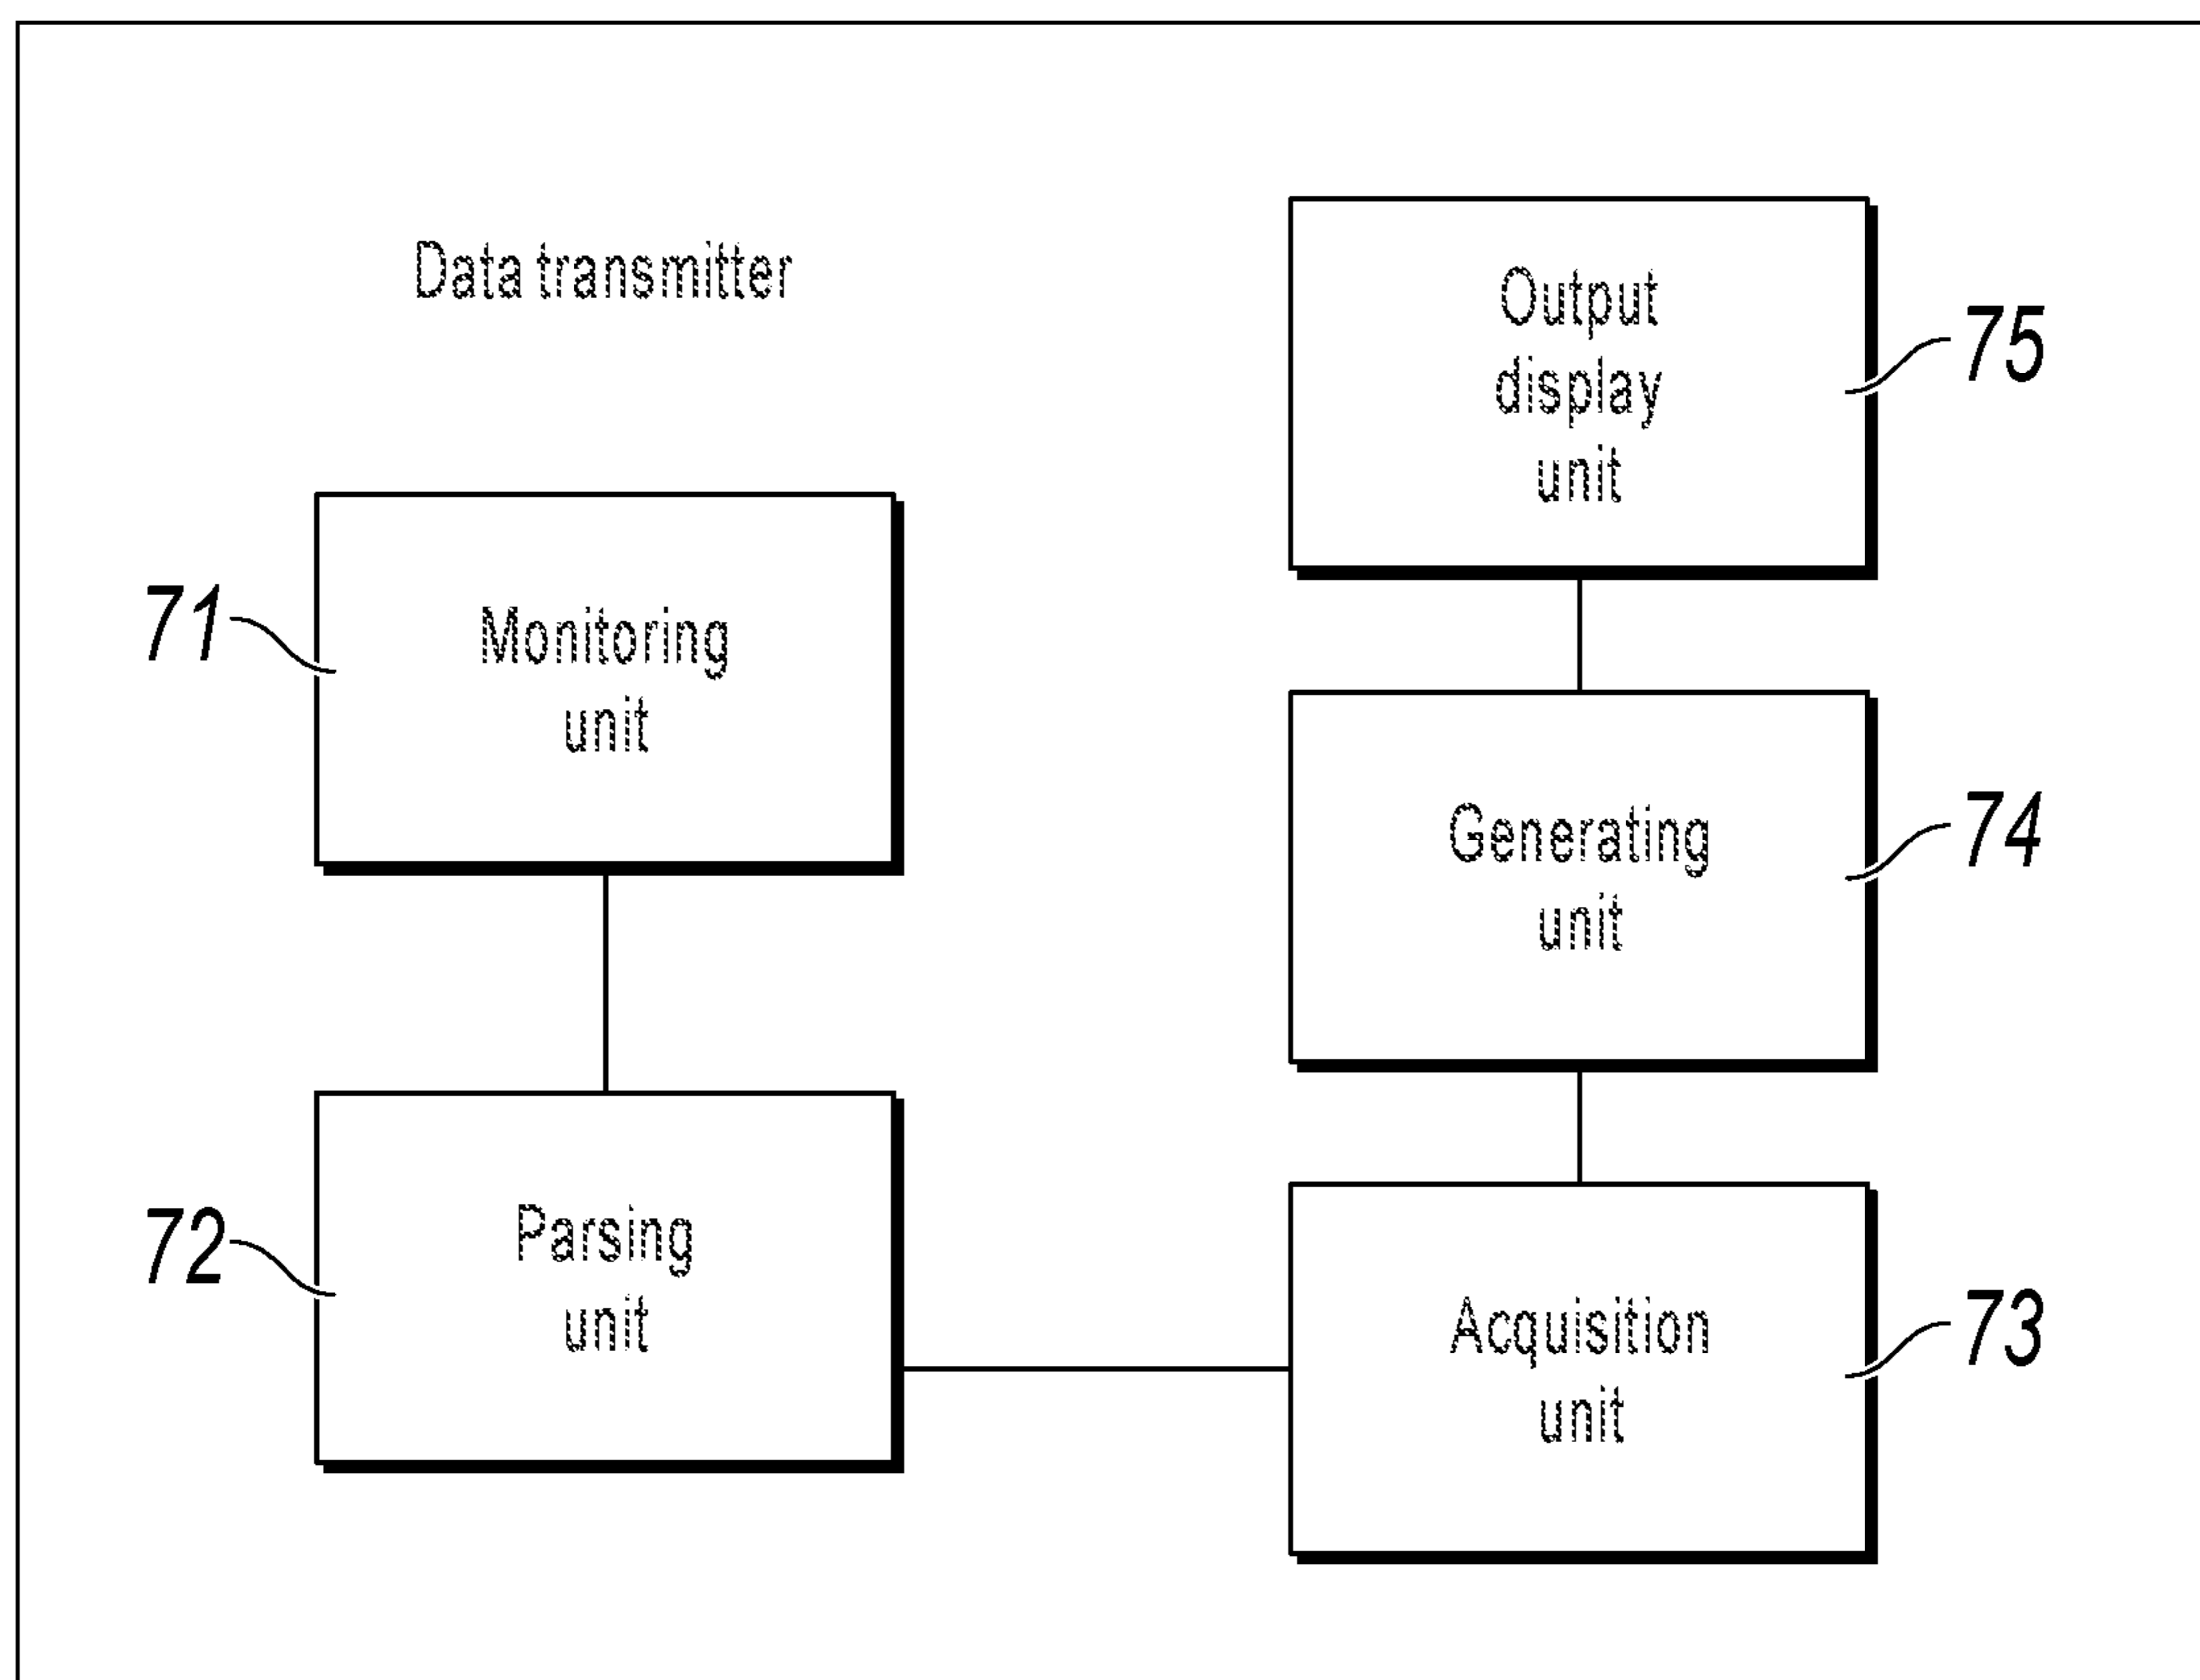 Data transmitter
71
Monitoring
unit
72
Parsing
unit
Output
display
unit
75
Generating
unit
74
Acquisition
unit
73